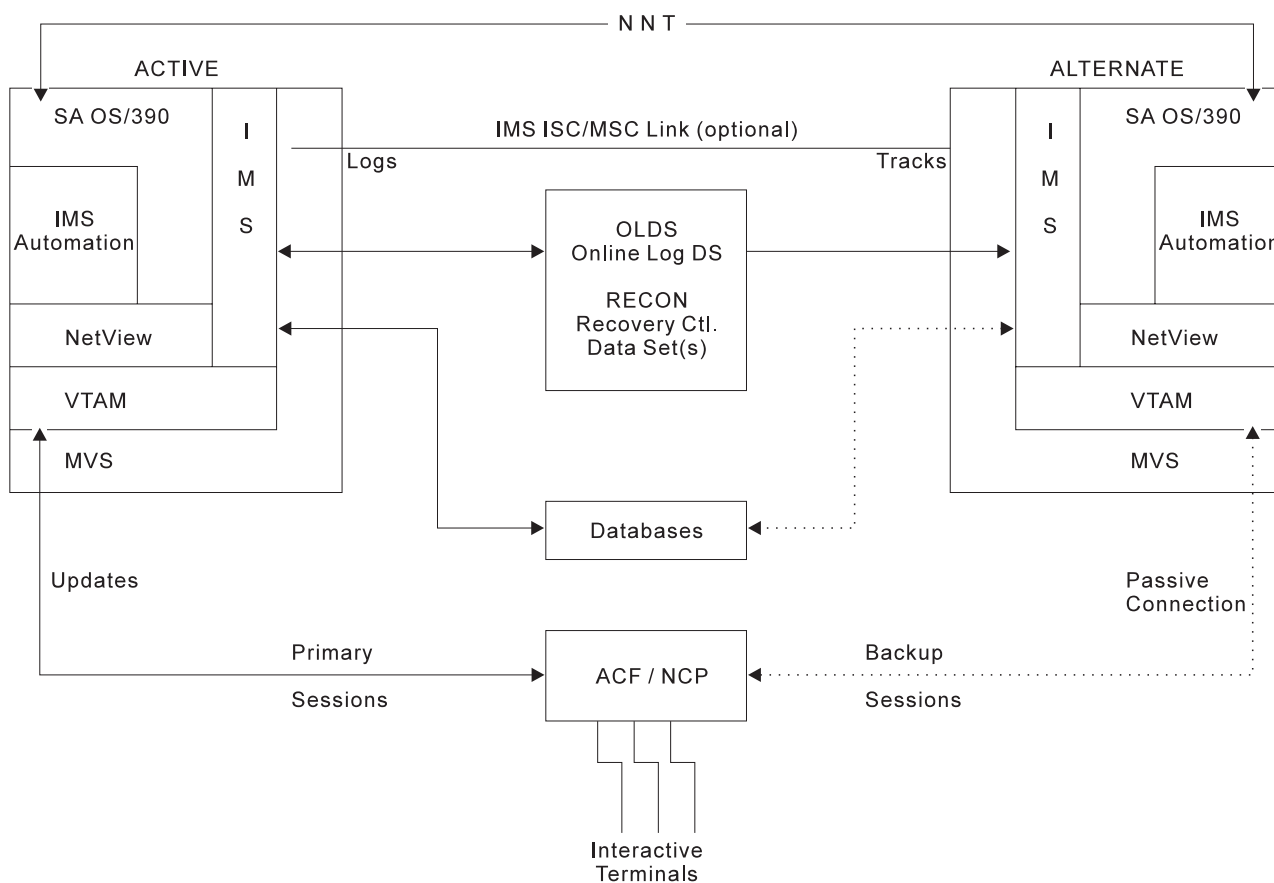 N N T
ACTIVE
ALTERNATE
SA OS/390
I
M
S
IMS ISC/MSC Link (optional)
Logs
Tracks
I
M
S
SA OS/390
IMS
Automation
OLDS
Online Log DS
RECON
Recovery Ctl.
Data Set(s)
IMS
Automation
NetView
NetView
VTAM
VTAM
MVS
MVS
Databases
Updates
Passive
Connection
Primary
Sessions
ACF / NCP
Backup
Sessions
Interactive
Terminals